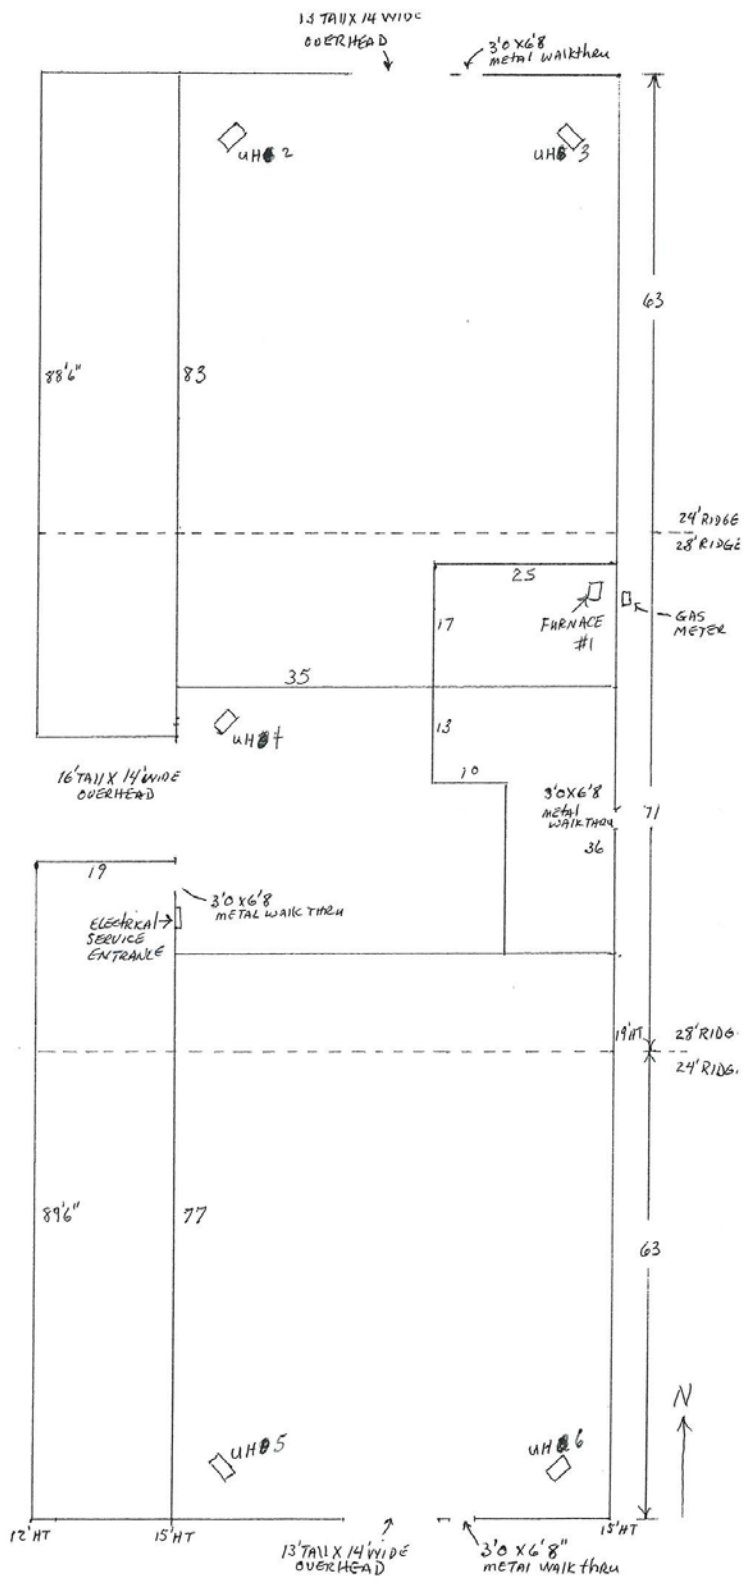 13 TALL X 14 WIDE
OVERHEAD
3'0 X 6'8
METAL WALKthru
UH 2
UH 3
63
88'6"
83
24' RIDGE
28' RIDGE
25
17
FURNACE
#1
GAS
METER
35
UH 4
13
10
16' TALL X 14' WIDE
OVERHEAD
3'0 X 6'8
METAL
WALKTHRU
71
36
19
3'0 X 6'8
METAL WALK THRU
ELECTRICAL
SERVICE
ENTRANCE
19' HT
28' RIDG
24' RIDG.
89'6"
77
63
N
UH 5
UH 6
12' HT
15' HT
15' HT
13' TALL X 14' WIDE
OVERHEAD
3'0 X 6'8"
METAL WALK thru